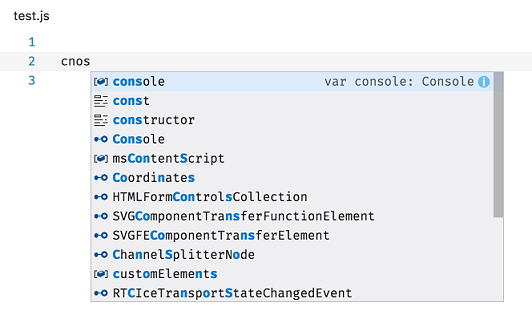 test.js
1
2 cnos
3
console var console: Console
const
constructor
Console
msContentScript
Coordinates
HTMLFormControlsCollection
SVGComponentTransferFunctionElement
SVGFEComponentTransferElement
ChannelSplitterNode
customElements
RTCIceTransportStateChangedEvent